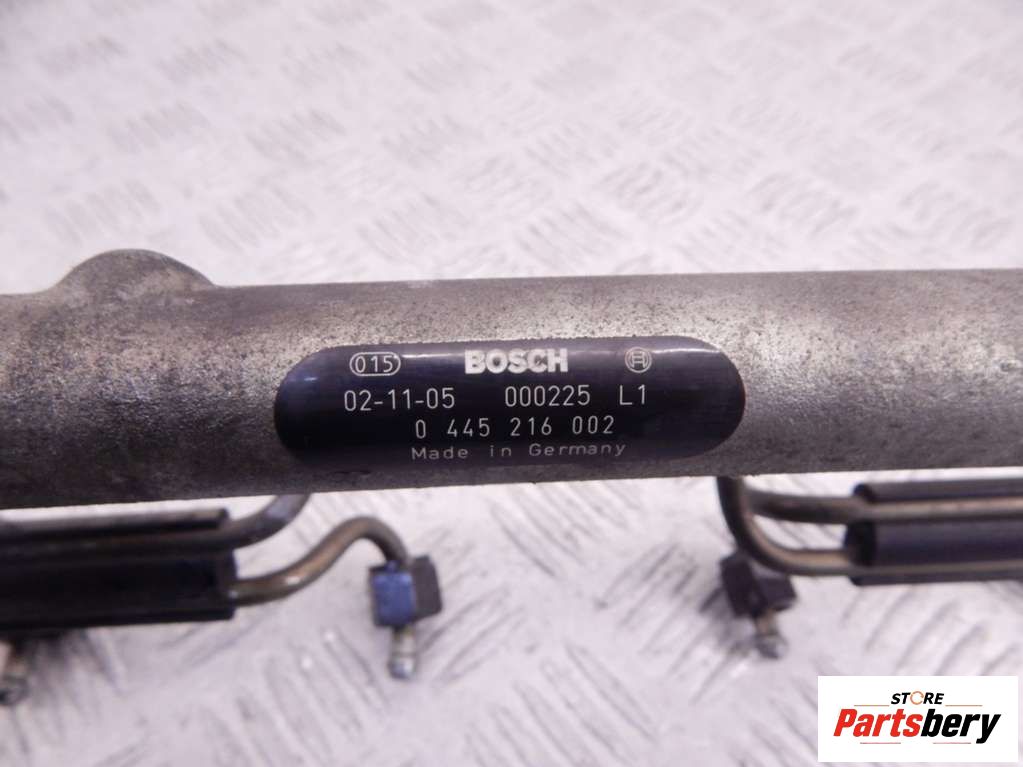 015 BOSCH
02-11-05 000225 L1
0 445 216 002
Made in Germany
STORE
Partsbery